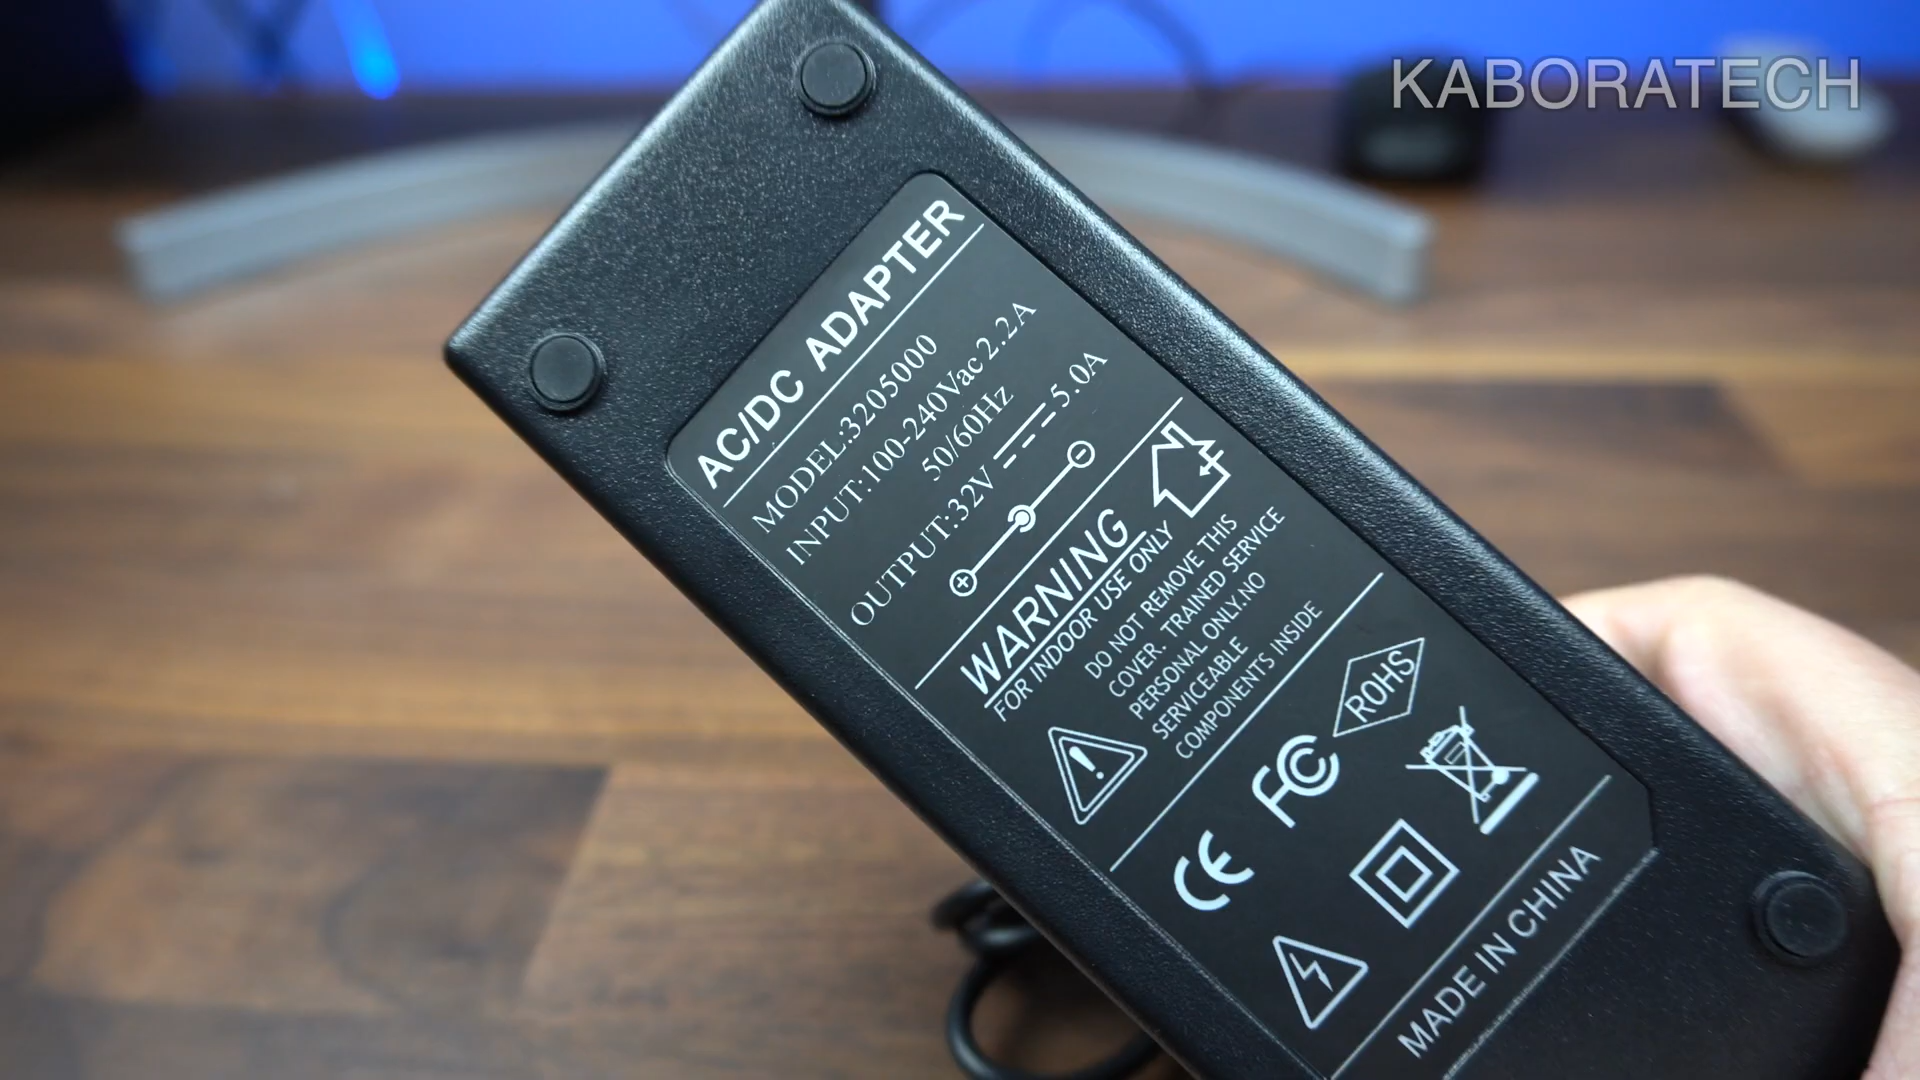 KABORATECH
AC/DC ADAPTER
MODEL:3205000
INPUT:100-240Vac 2.2A
50/60Hz
OUTPUT:32V 5.0A
WARNING
FOR INDOOR USE ONLY
DO NOT REMOVE THIS
COVER. TRAINED SERVICE
PERSONAL ONLY.NO
SERVICEABLE
COMPONENTS INSIDE
CE FC ROHS
MADE IN CHINA